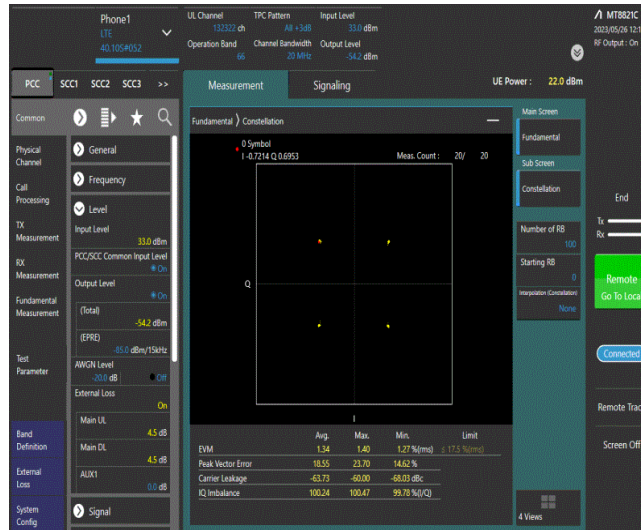 Phone1
LTE
40.105#052
UL Channel TPC Pattern Input Level
132322 ch Alt +3dB 33.0 dBm
Operation Band Channel Bandwidth Output Level
66 20 MHz -54.2 dBm
MT8821C
2023/05/26 12:1
RF Output : On
PCC SCC1 SCC2 SCC3 >>
Measurement Signaling
UE Power : 22.0 dBm
Common
Physical
Channel
Call
Processing
TX
Measurement
RX
Measurement
Fundamental
Measurement
Test
Parameter
Band
Definition
External
Loss
System
Config
General
Frequency
Level
Input Level
33.0 dBm
PCC/SCC Common Input Level
On
Output Level
On
(Total)
-54.2 dBm
(EPRE)
-85.0 dBm/15kHz
AWGN Level
-20.0 dB Off
External Loss
On
Main UL
4.5 dB
Main DL
4.5 dB
AUX1
0.0 dB
Signal
Fundamental 〉 Constellation
0 Symbol
I -0.7214 Q 0.6953 Meas. Count : 20/ 20
Q
I
Avg. Max. Min. Limit
EVM 1.34 1.40 1.27 %(rms) ≤ 17.5 %(rms)
Peak Vector Error 18.55 23.70 14.62 %
Carrier Leakage -63.73 -60.00 -68.03 dBc
IQ Imbalance 100.24 100.47 99.78 %(I/Q)
Main Screen
Fundamental
Sub Screen
Constellation
Number of RB
100
Starting RB
0
Interpolation (Constellation)
None
4 Views
End
Tx
Rx
Remote
Go To Loca
Connected
Remote Trac
Screen Off